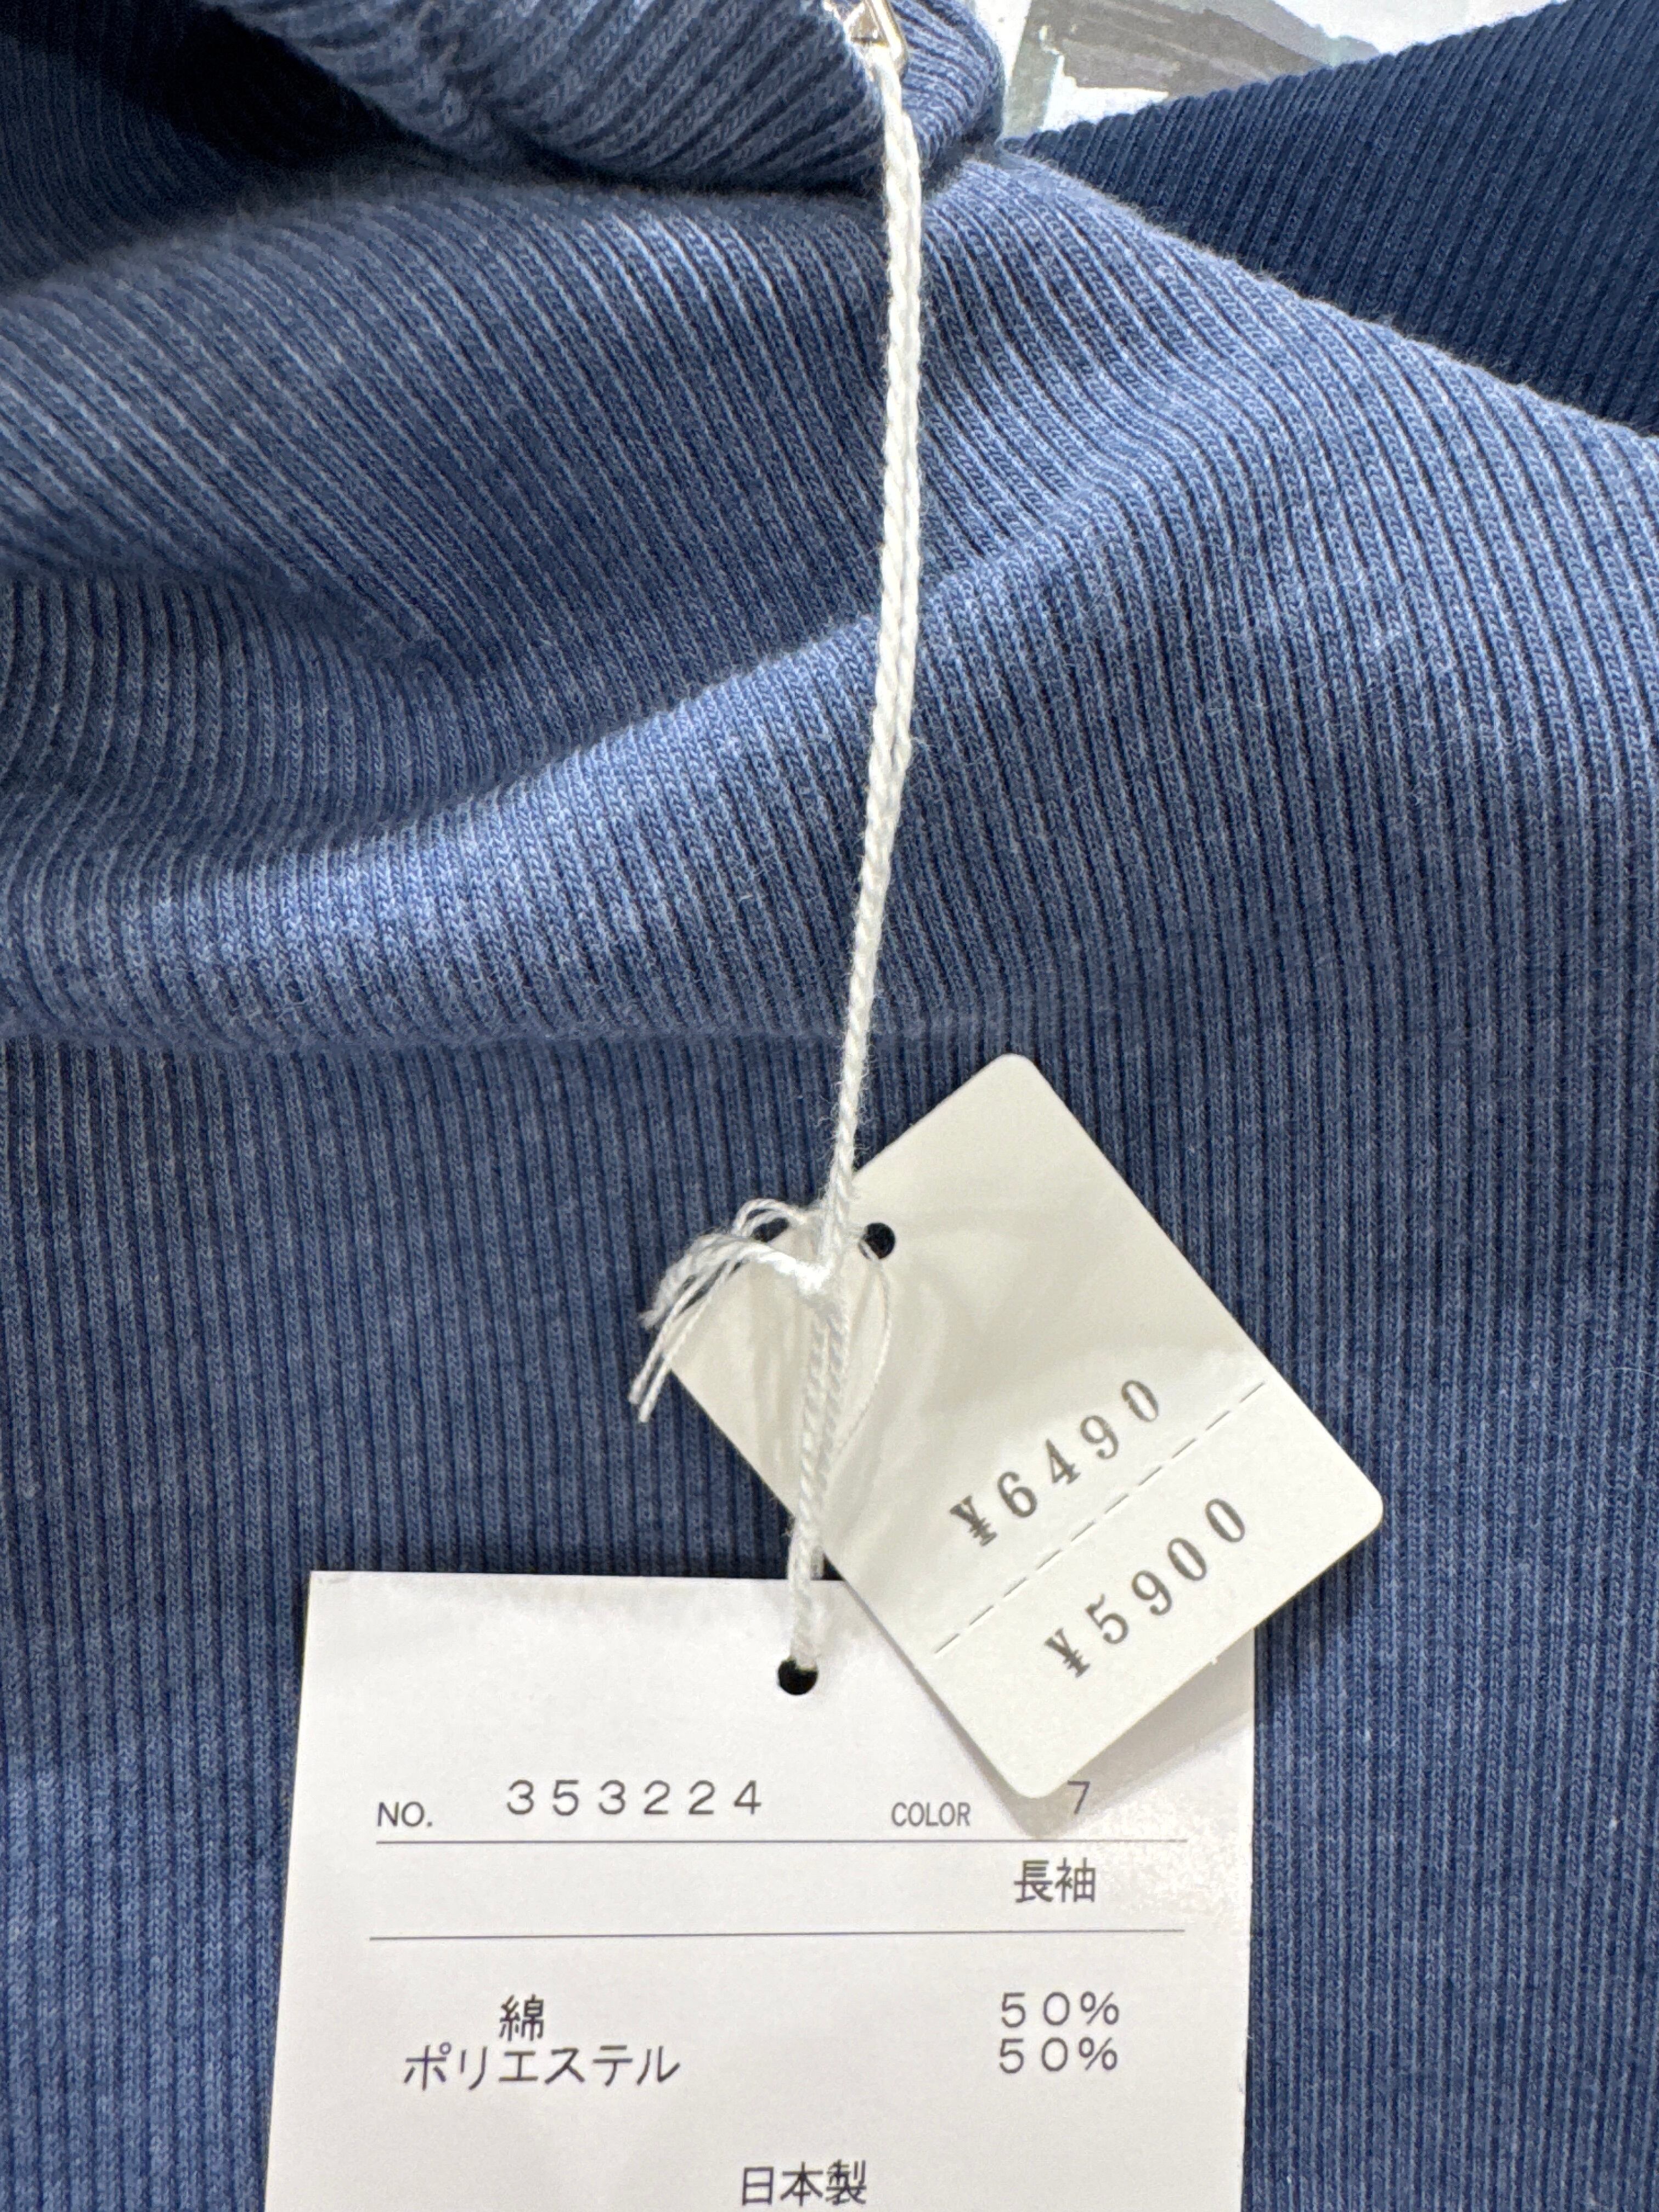 ¥6490
¥5900
NO. 353224 COLOR 7
長袖
綿 50%
ポリエステル 50%
日本製